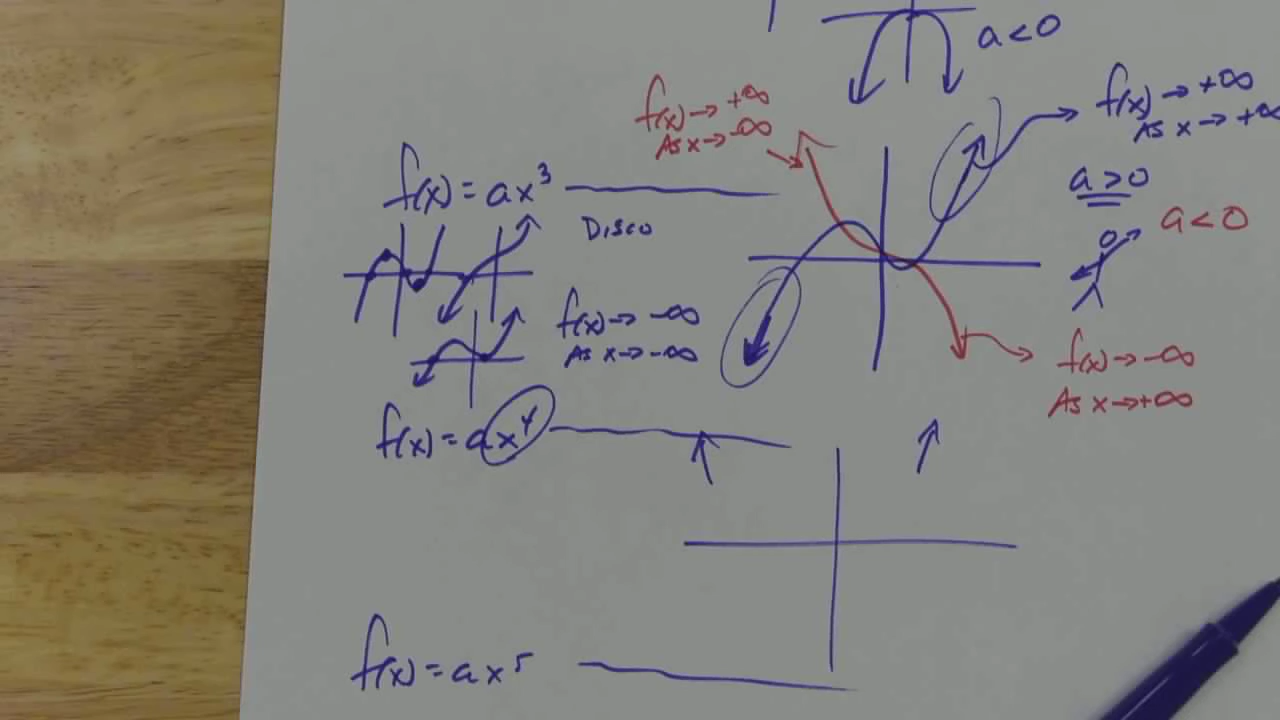 a<0
f(x)→+∞
As x→-∞
f(x)→+∞
As x→+∞
f(x)=ax³
a>0
a<0
Disco
f(x)→-∞
As x→-∞
f(x)→-∞
As x→+∞
f(x)=ax⁴
f(x)=ax⁵